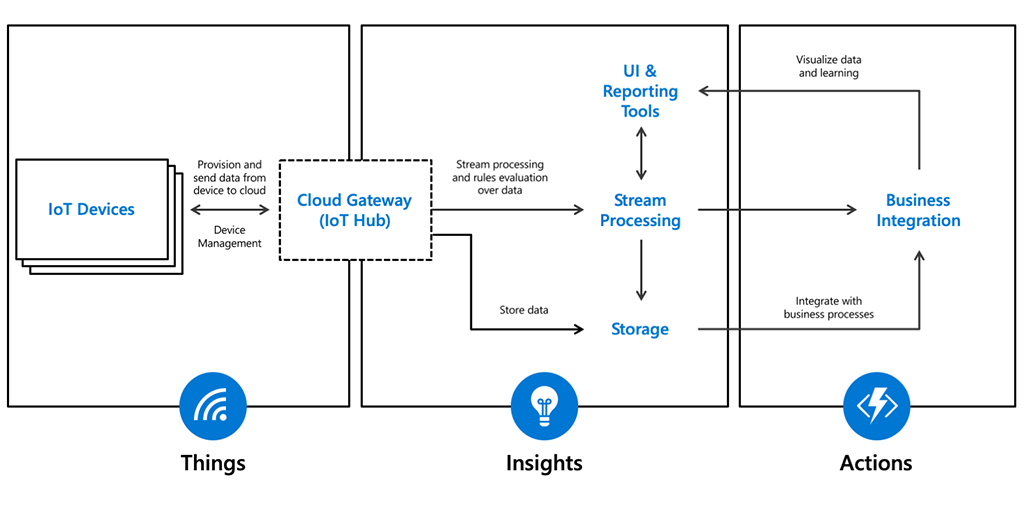 IoT Devices
Provision and
send data from
device to cloud
Device
Management
Cloud Gateway
(IoT Hub)
Stream processing
and rules evaluation
over data
Store data
UI &
Reporting
Tools
Stream
Processing
Storage
Visualize data
and learning
Business
Integration
Integrate with
business processes
Things
Insights
Actions